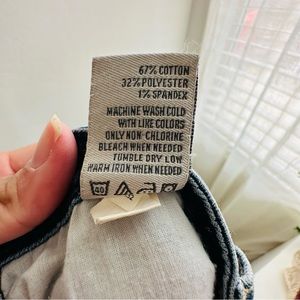 67% COTTON
32% POLYESTER
1% SPANDEX
MACHINE WASH COLD
WITH LIKE COLORS
ONLY NON-CHLORINE
BLEACH WHEN NEEDED
TUMBLE DRY LOW
WARM IRON WHEN NEEDED
40